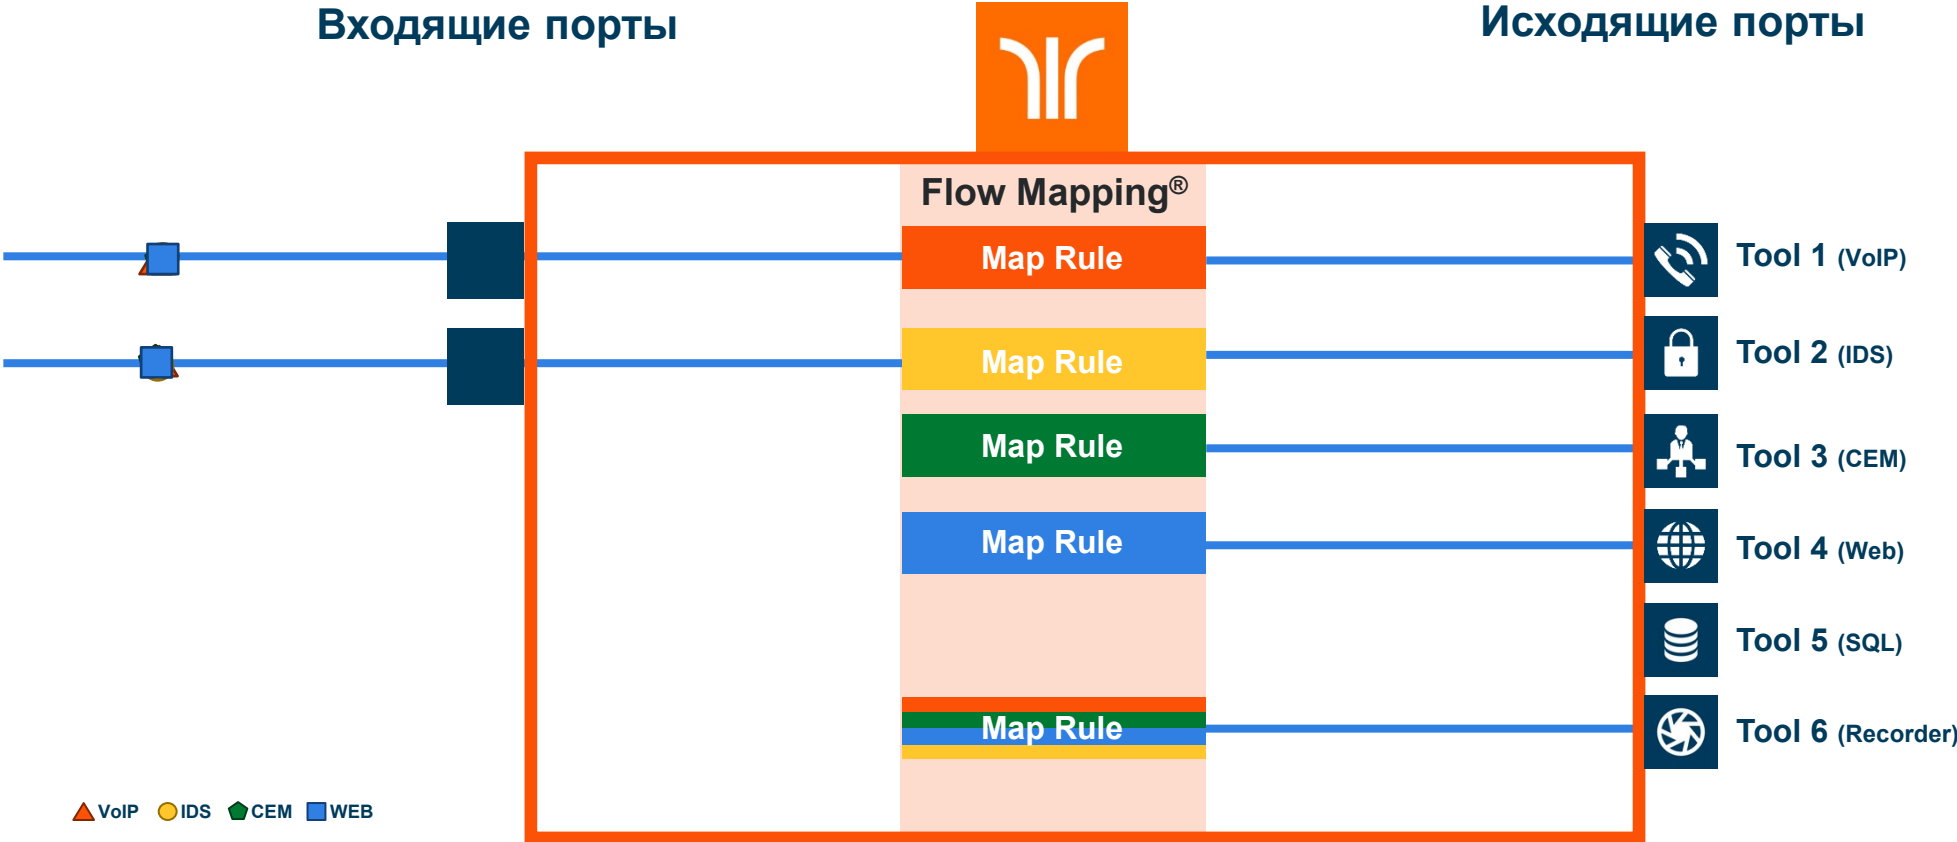 Входящие порты
Исходящие порты
Flow Mapping®
Map Rule
Tool 1 (VoIP)
Map Rule
Tool 2 (IDS)
Map Rule
Tool 3 (CEM)
Map Rule
Tool 4 (Web)
Tool 5 (SQL)
Map Rule
Tool 6 (Recorder)
VoIP IDS CEM WEB